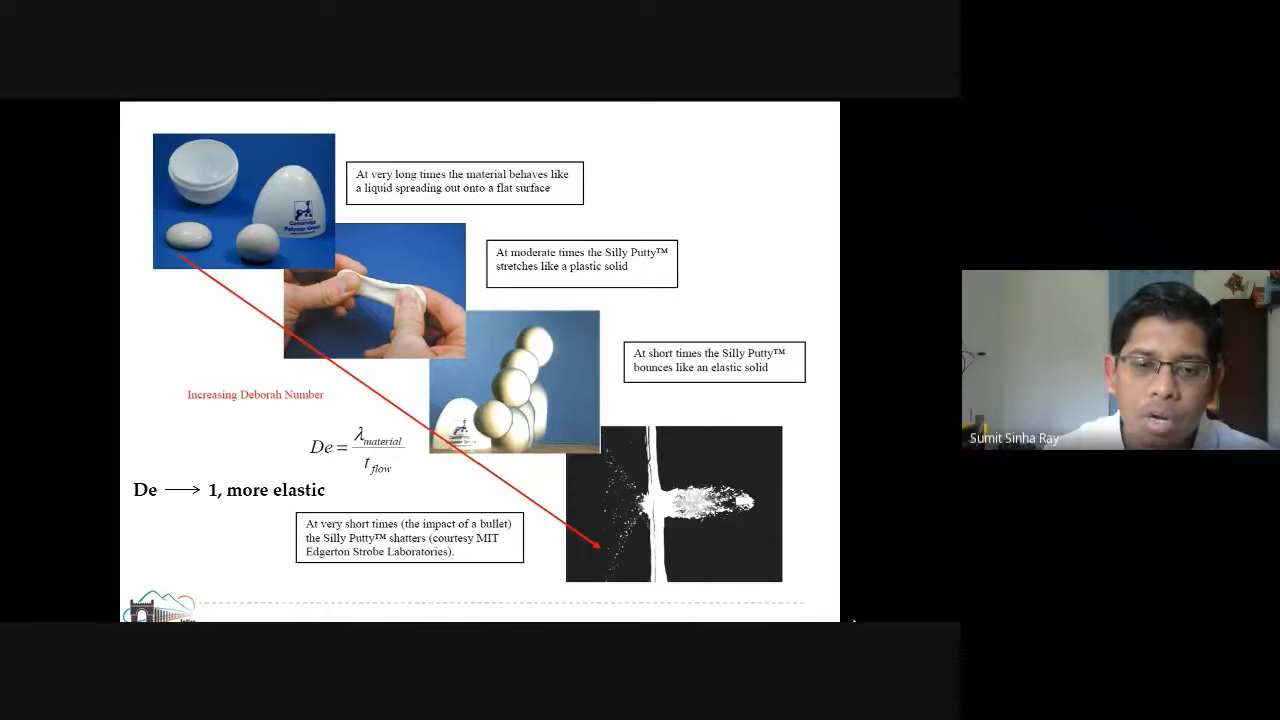 At very long times the material behaves like
a liquid spreading out onto a flat surface
Cambridge
Polymer Group
At moderate times the Silly Putty™
stretches like a plastic solid
At short times the Silly Putty™
bounces like an elastic solid
Increasing Deborah Number
De = λmaterial / tflow
De → 1, more elastic
At very short times (the impact of a bullet)
the Silly Putty™ shatters (courtesy MIT
Edgerton Strobe Laboratories).
Sumit Sinha Ray